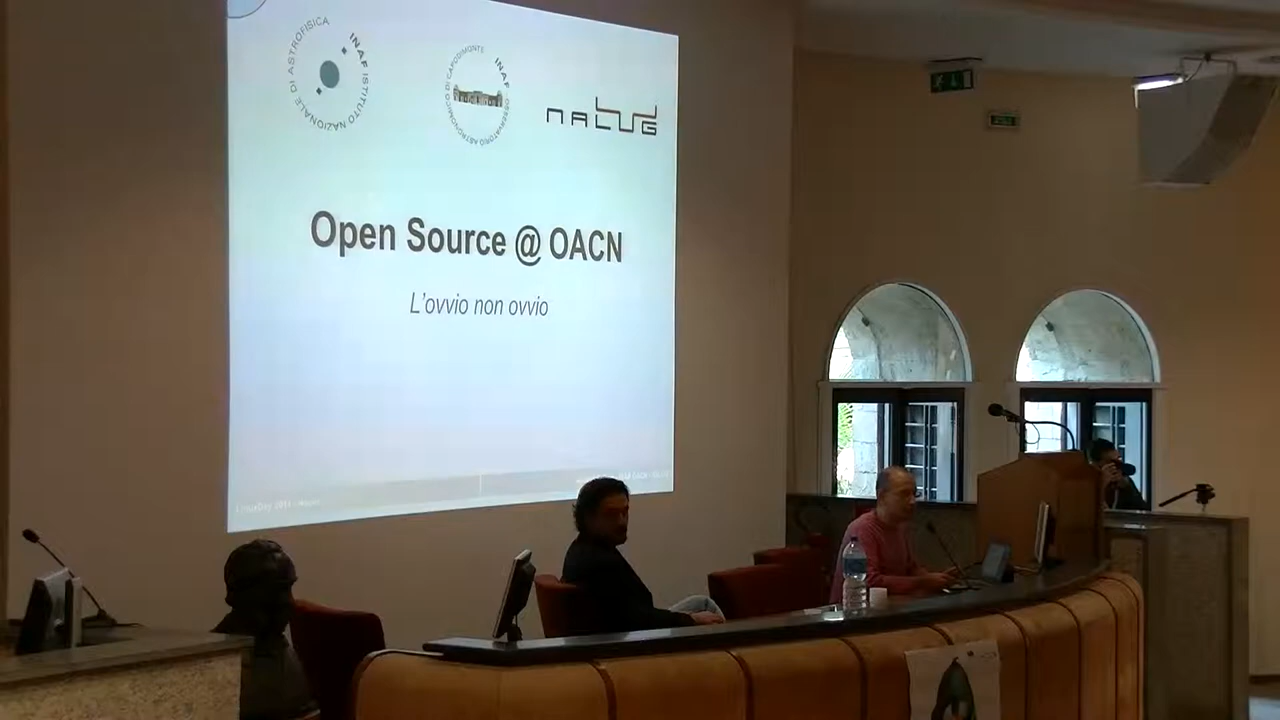 INAF ISTITUTO NAZIONALE DI ASTROFISICA
INAF OSSERVATORIO ASTRONOMICO DI CAPODIMONTE
NALUG
Open Source @ OACN
L'ovvio non ovvio